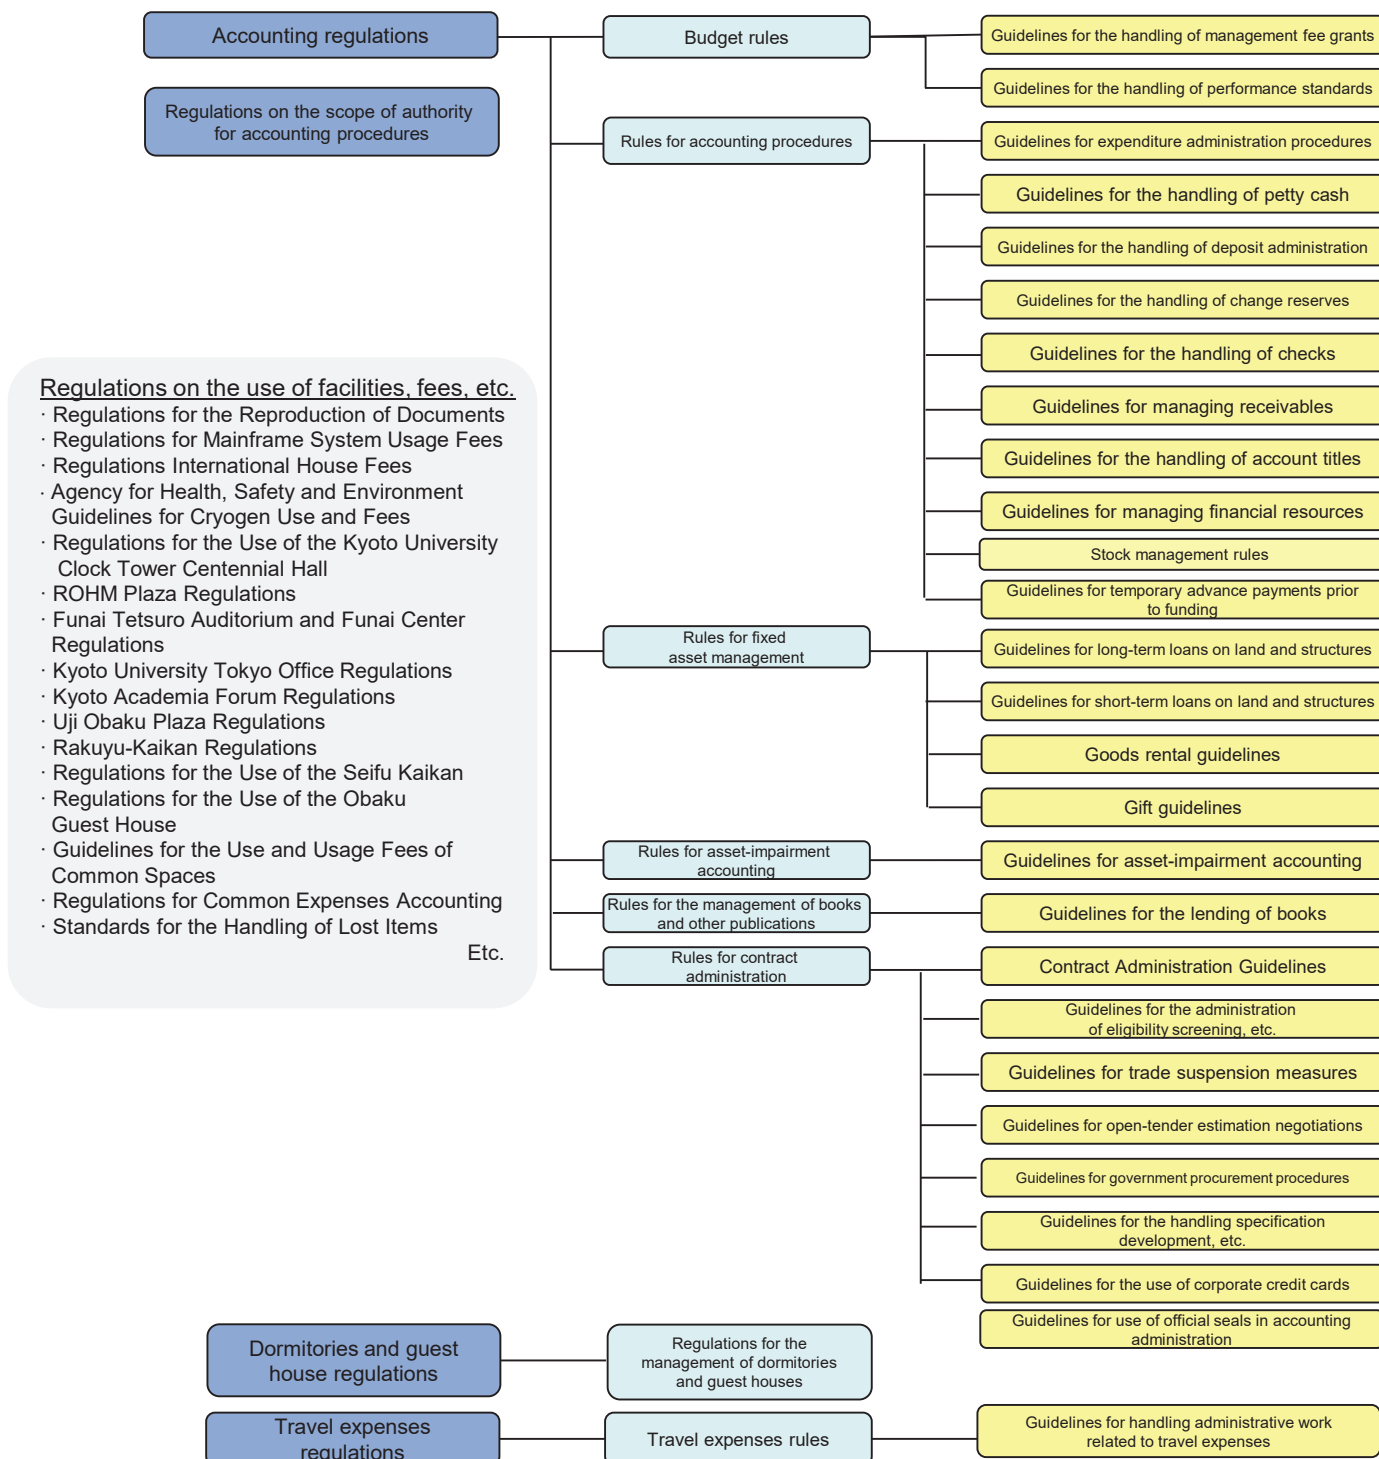 Accounting regulations
Regulations on the scope of authority
for accounting procedures
Regulations on the use of facilities, fees, etc.
· Regulations for the Reproduction of Documents
· Regulations for Mainframe System Usage Fees
· Regulations International House Fees
· Agency for Health, Safety and Environment
Guidelines for Cryogen Use and Fees
· Regulations for the Use of the Kyoto University
Clock Tower Centennial Hall
· ROHM Plaza Regulations
· Funai Tetsuro Auditorium and Funai Center
Regulations
· Kyoto University Tokyo Office Regulations
· Kyoto Academia Forum Regulations
· Uji Obaku Plaza Regulations
· Rakuyu-Kaikan Regulations
· Regulations for the Use of the Seifu Kaikan
· Regulations for the Use of the Obaku
Guest House
· Guidelines for the Use and Usage Fees of
Common Spaces
· Regulations for Common Expenses Accounting
· Standards for the Handling of Lost Items
Etc.
Dormitories and guest
house regulations
Travel expenses
regulations
Budget rules
Rules for accounting procedures
Rules for fixed
asset management
Rules for asset-impairment
accounting
Rules for the management of books
and other publications
Rules for contract
administration
Regulations for the
management of dormitories
and guest houses
Travel expenses rules
Guidelines for the handling of management fee grants
Guidelines for the handling of performance standards
Guidelines for expenditure administration procedures
Guidelines for the handling of petty cash
Guidelines for the handling of deposit administration
Guidelines for the handling of change reserves
Guidelines for the handling of checks
Guidelines for managing receivables
Guidelines for the handling of account titles
Guidelines for managing financial resources
Stock management rules
Guidelines for temporary advance payments prior
to funding
Guidelines for long-term loans on land and structures
Guidelines for short-term loans on land and structures
Goods rental guidelines
Gift guidelines
Guidelines for asset-impairment accounting
Guidelines for the lending of books
Contract Administration Guidelines
Guidelines for the administration
of eligibility screening, etc.
Guidelines for trade suspension measures
Guidelines for open-tender estimation negotiations
Guidelines for government procurement procedures
Guidelines for the handling specification
development, etc.
Guidelines for the use of corporate credit cards
Guidelines for use of official seals in accounting
administration
Guidelines for handling administrative work
related to travel expenses